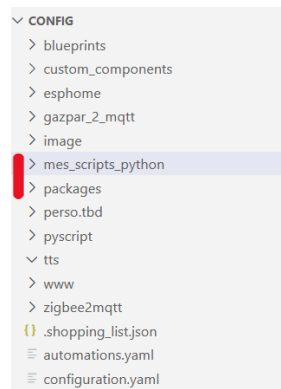 CONFIG
blueprints
custom_components
esphome
gazpar_2_mqtt
image
mes_scripts_python
packages
perso.tbd
pyscript
tts
www
zigbee2mqtt
{} .shopping_list.json
automations.yaml
configuration.yaml